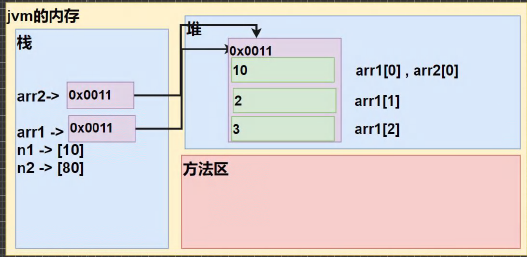 jvm的内存
栈
arr2-> 0x0011
arr1 -> 0x0011
n1 -> [10]
n2 -> [80]
堆
0x0011
10 arr1[0] , arr2[0]
2 arr1[1]
3 arr1[2]
方法区